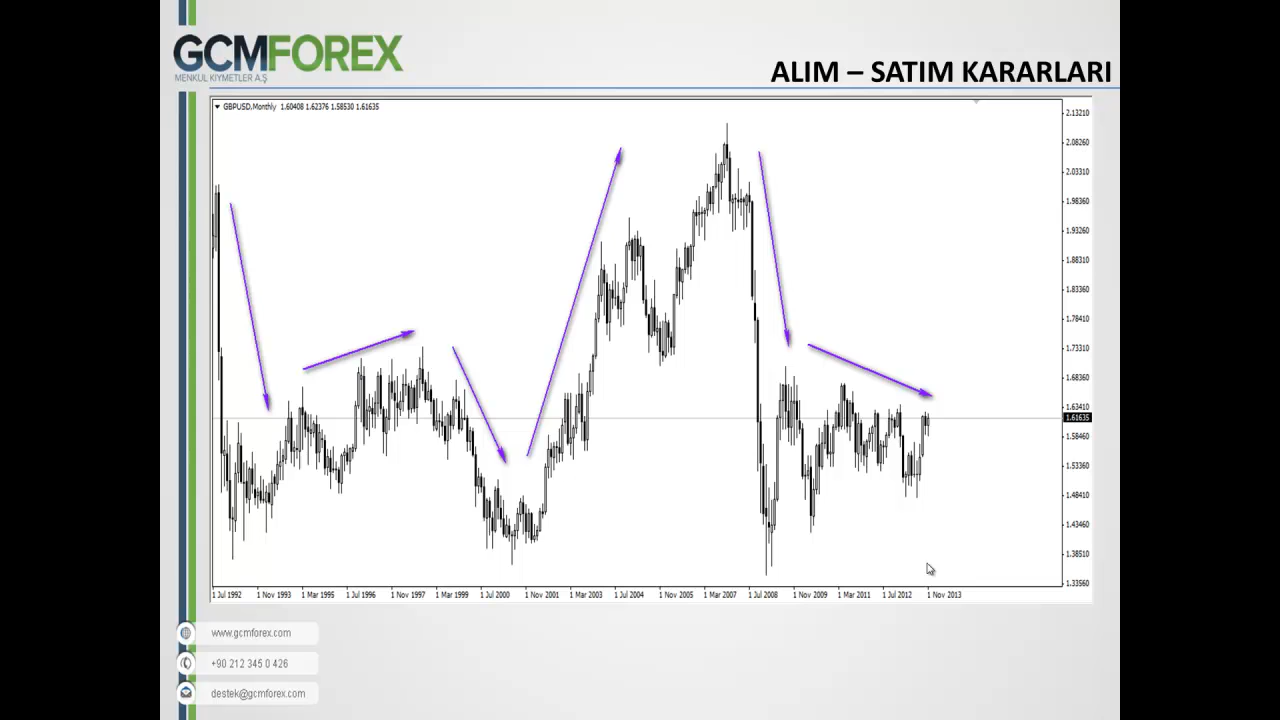 GCMFOREX
MENKUL KIYMETLER A.Ş
ALIM – SATIM KARARLARI
GBPUSD.Monthly 1.60408 1.62376 1.58530 1.61635
2.13210
2.08260
2.03310
1.98360
1.93260
1.88310
1.83360
1.78410
1.73310
1.68360
1.63410
1.61635
1.58460
1.53360
1.48410
1.43460
1.38510
1.33560
1 Jul 1992 1 Nov 1993 1 Mar 1995 1 Jul 1996 1 Nov 1997 1 Mar 1999 1 Jul 2000 1 Nov 2001 1 Mar 2003 1 Jul 2004 1 Nov 2005 1 Mar 2007 1 Jul 2008 1 Nov 2009 1 Mar 2011 1 Jul 2012 1 Nov 2013
www.gcmforex.com
+90 212 345 0 426
destek@gcmforex.com